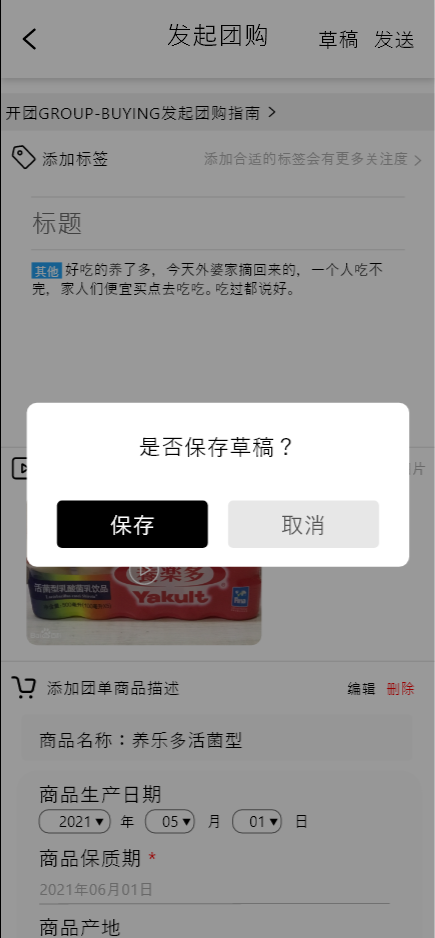 发起团购 草稿 发送
开团GROUP-BUYING发起团购指南
添加标签 添加合适的标签会有更多关注度
标题
其他 好吃的养了多，今天外婆家摘回来的，一个人吃不
完，家人们便宜买点去吃吃。吃过都说好。
是否保存草稿？
片
保存 取消
养楽多
活菌型乳酸菌乳饮品
Yakult
添加团单商品描述 编辑 删除
商品名称：养乐多活菌型
商品生产日期
2021 年 05 月 01 日
商品保质期 *
2021年06月01日
商品产地